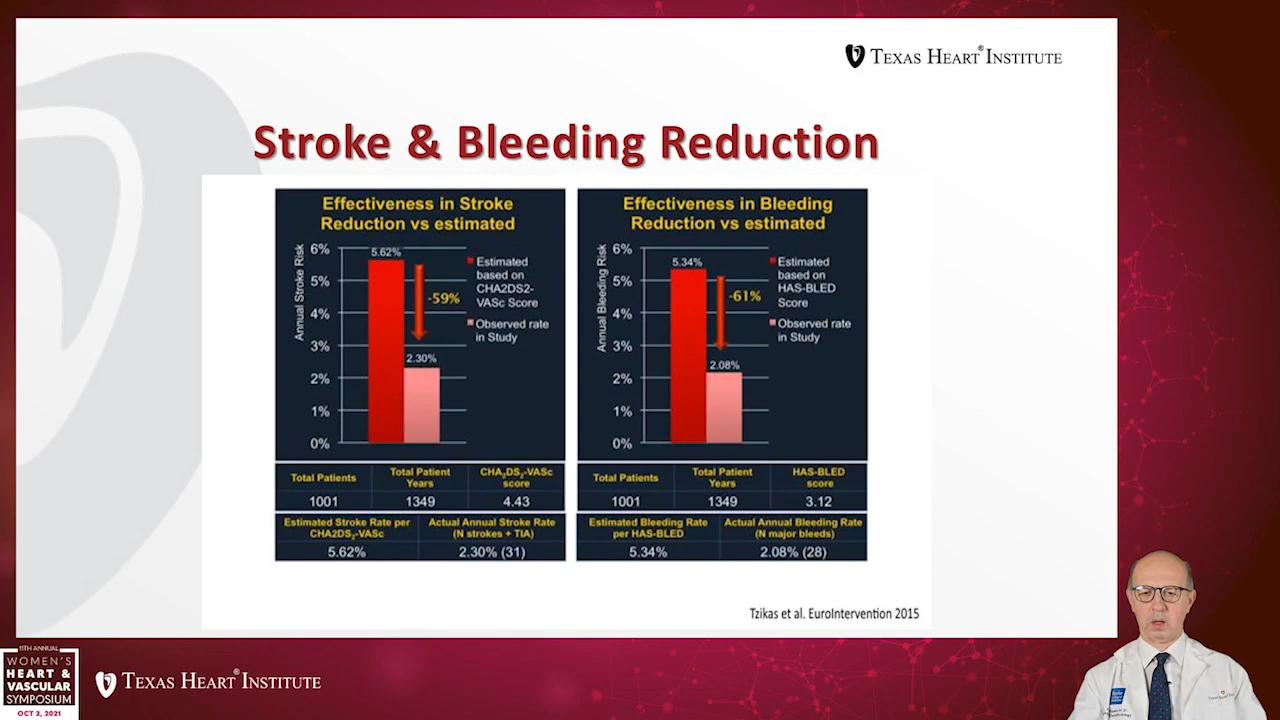 TEXAS HEART® INSTITUTE
Stroke & Bleeding Reduction
Effectiveness in Stroke
Reduction vs estimated
Annual Stroke Risk
6%
5%
4%
3%
2%
1%
0%
5.62%
-59%
2.30%
Estimated
based on
CHA2DS2-
VASc Score
Observed rate
in Study
Total Patients
Total Patient
Years
CHA₂DS₂-VASc
score
1001
1349
4.43
Estimated Stroke Rate per
CHA2DS₂-VASc
Actual Annual Stroke Rate
(N strokes + TIA)
5.62%
2.30% (31)
Effectiveness in Bleeding
Reduction vs estimated
Annual Bleeding Risk
6%
5%
4%
3%
2%
1%
0%
5.34%
-61%
2.08%
Estimated
based on
HAS-BLED
Score
Observed rate
in Study
Total Patients
Total Patient
Years
HAS-BLED
score
1001
1349
3.12
Estimated Bleeding Rate
per HAS-BLED
Actual Annual Bleeding Rate
(N major bleeds)
5.34%
2.08% (28)
Tzikas et al. EuroIntervention 2015
11TH ANNUAL
WOMEN'S
HEART &
VASCULAR
SYMPOSIUM
OCT 2, 2021
TEXAS HEART® INSTITUTE